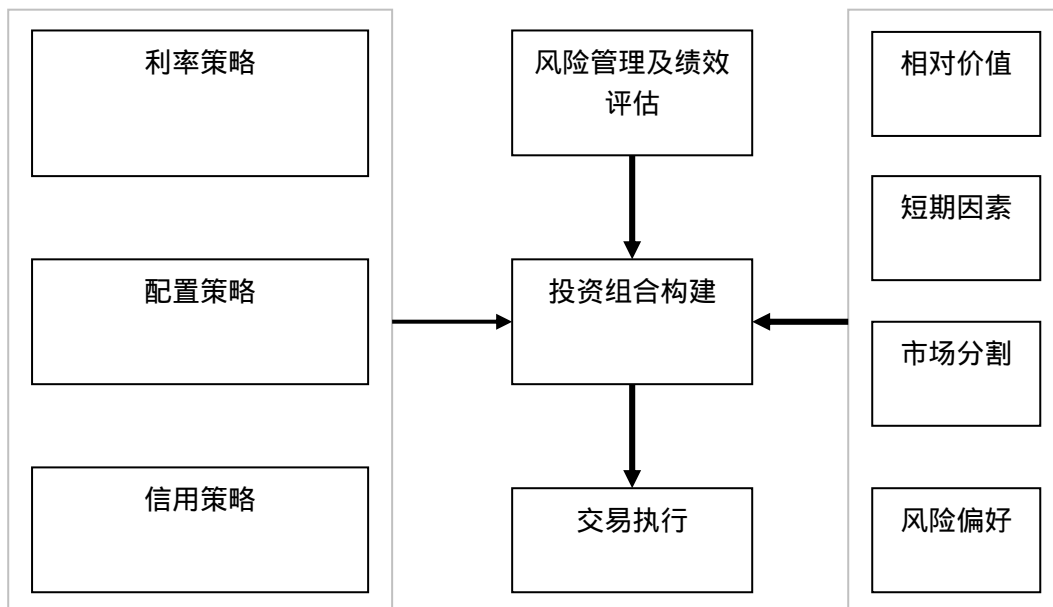 利率策略
配置策略
信用策略
风险管理及绩效
评估
投资组合构建
交易执行
相对价值
短期因素
市场分割
风险偏好